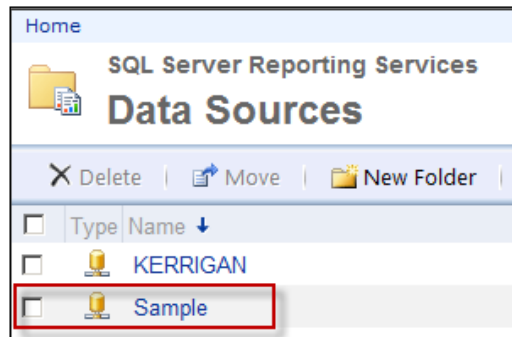 Home
SQL Server Reporting Services
Data Sources
Delete | Move | New Folder |
Type Name ↓
KERRIGAN
Sample